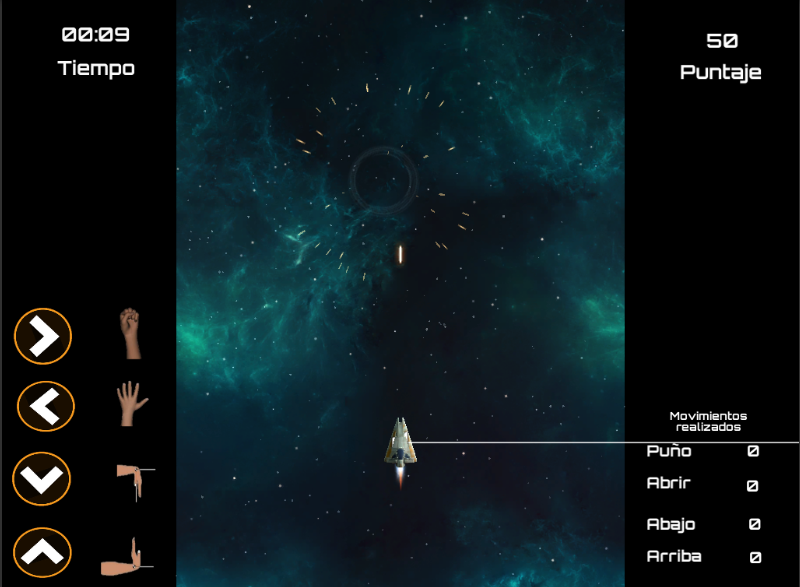 00:09
Tiempo
50
Puntaje
Movimientos
realizados
Puño 0
Abrir 0
Abajo 0
Arriba 0